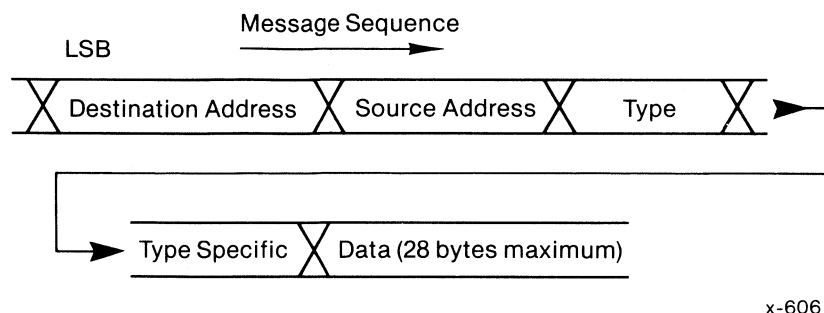 Message Sequence
LSB
Destination Address Source Address Type
Type Specific Data (28 bytes maximum)
x-606